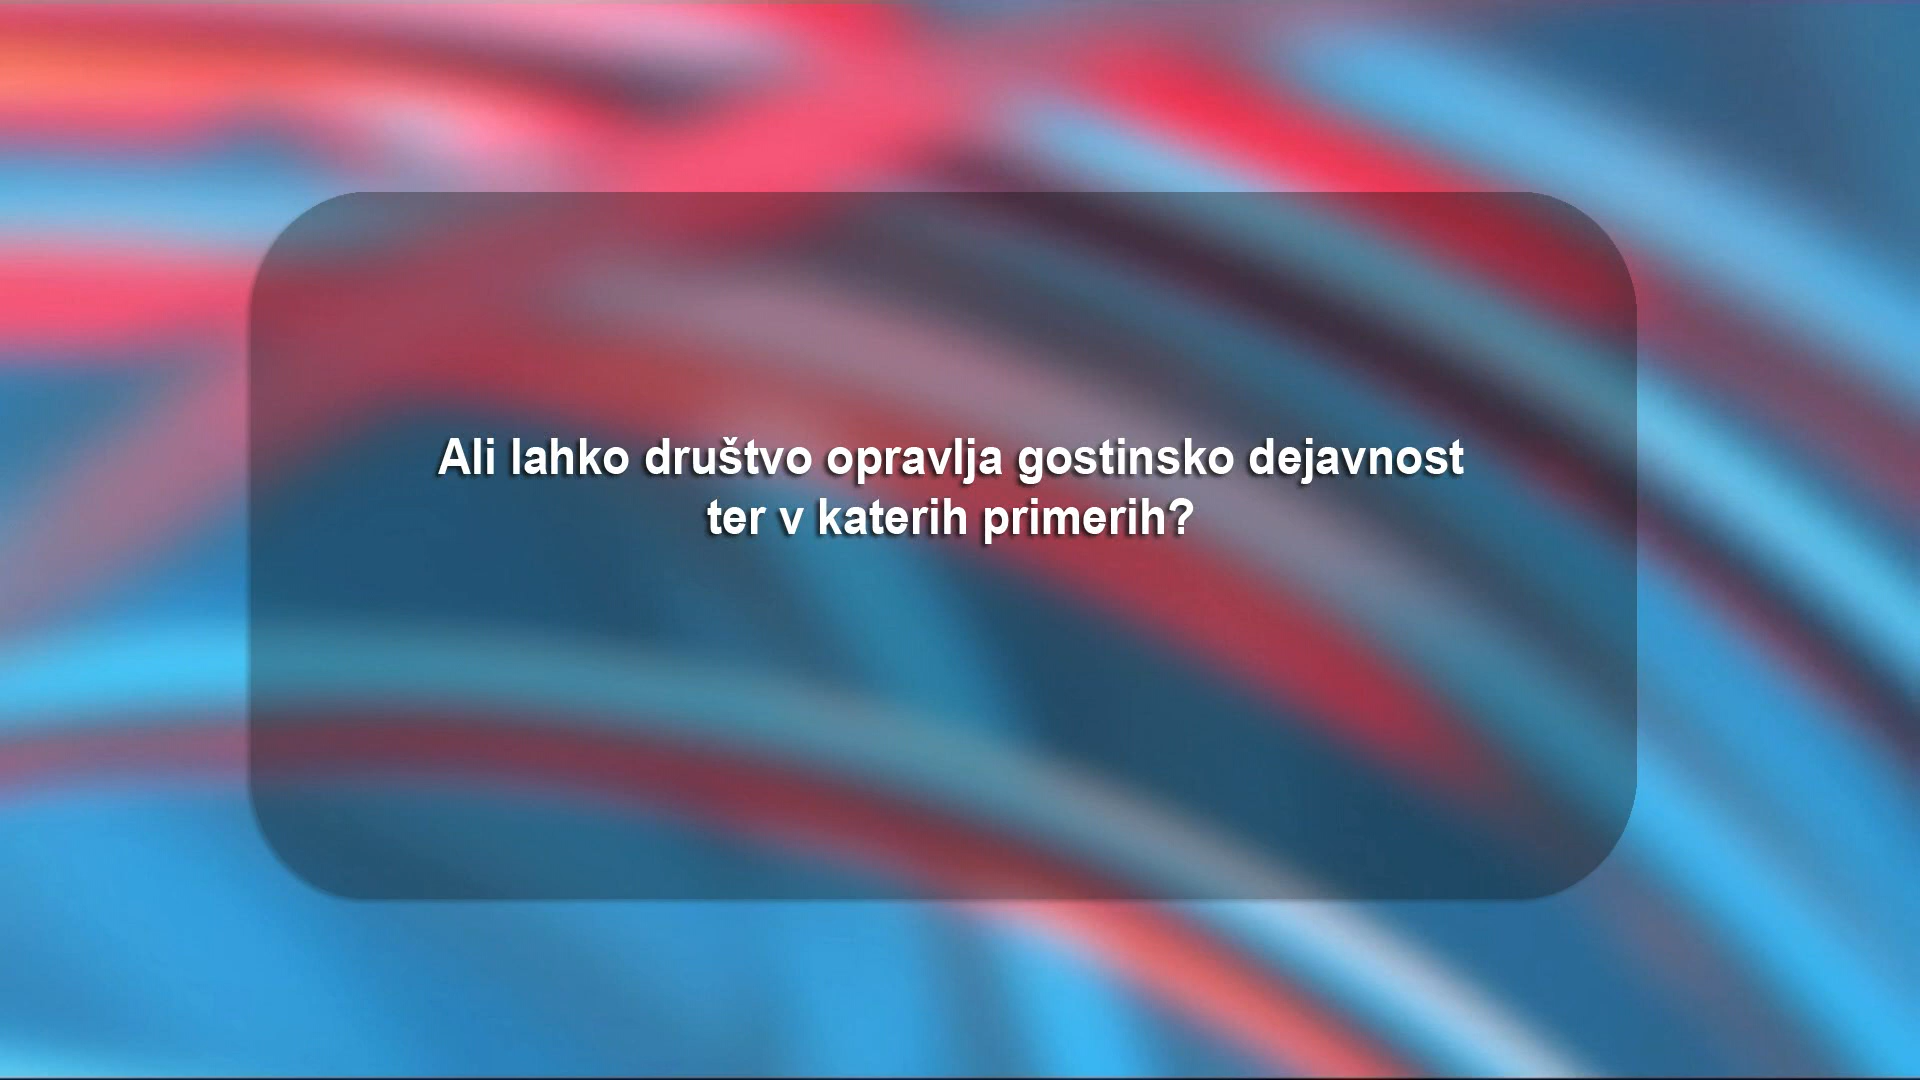 Ali lahko društvo opravlja gostinsko dejavnost
ter v katerih primerih?